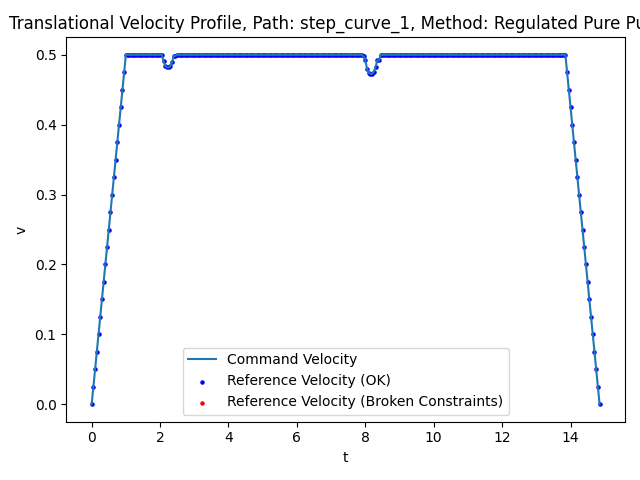 Translational Velocity Profile, Path: step_curve_1, Method: Regulated Pure
v
0.5
0.4
0.3
0.2
0.1
0.0
Command Velocity
Reference Velocity (OK)
Reference Velocity (Broken Constraints)
0 2 4 6 8 10 12 14
t